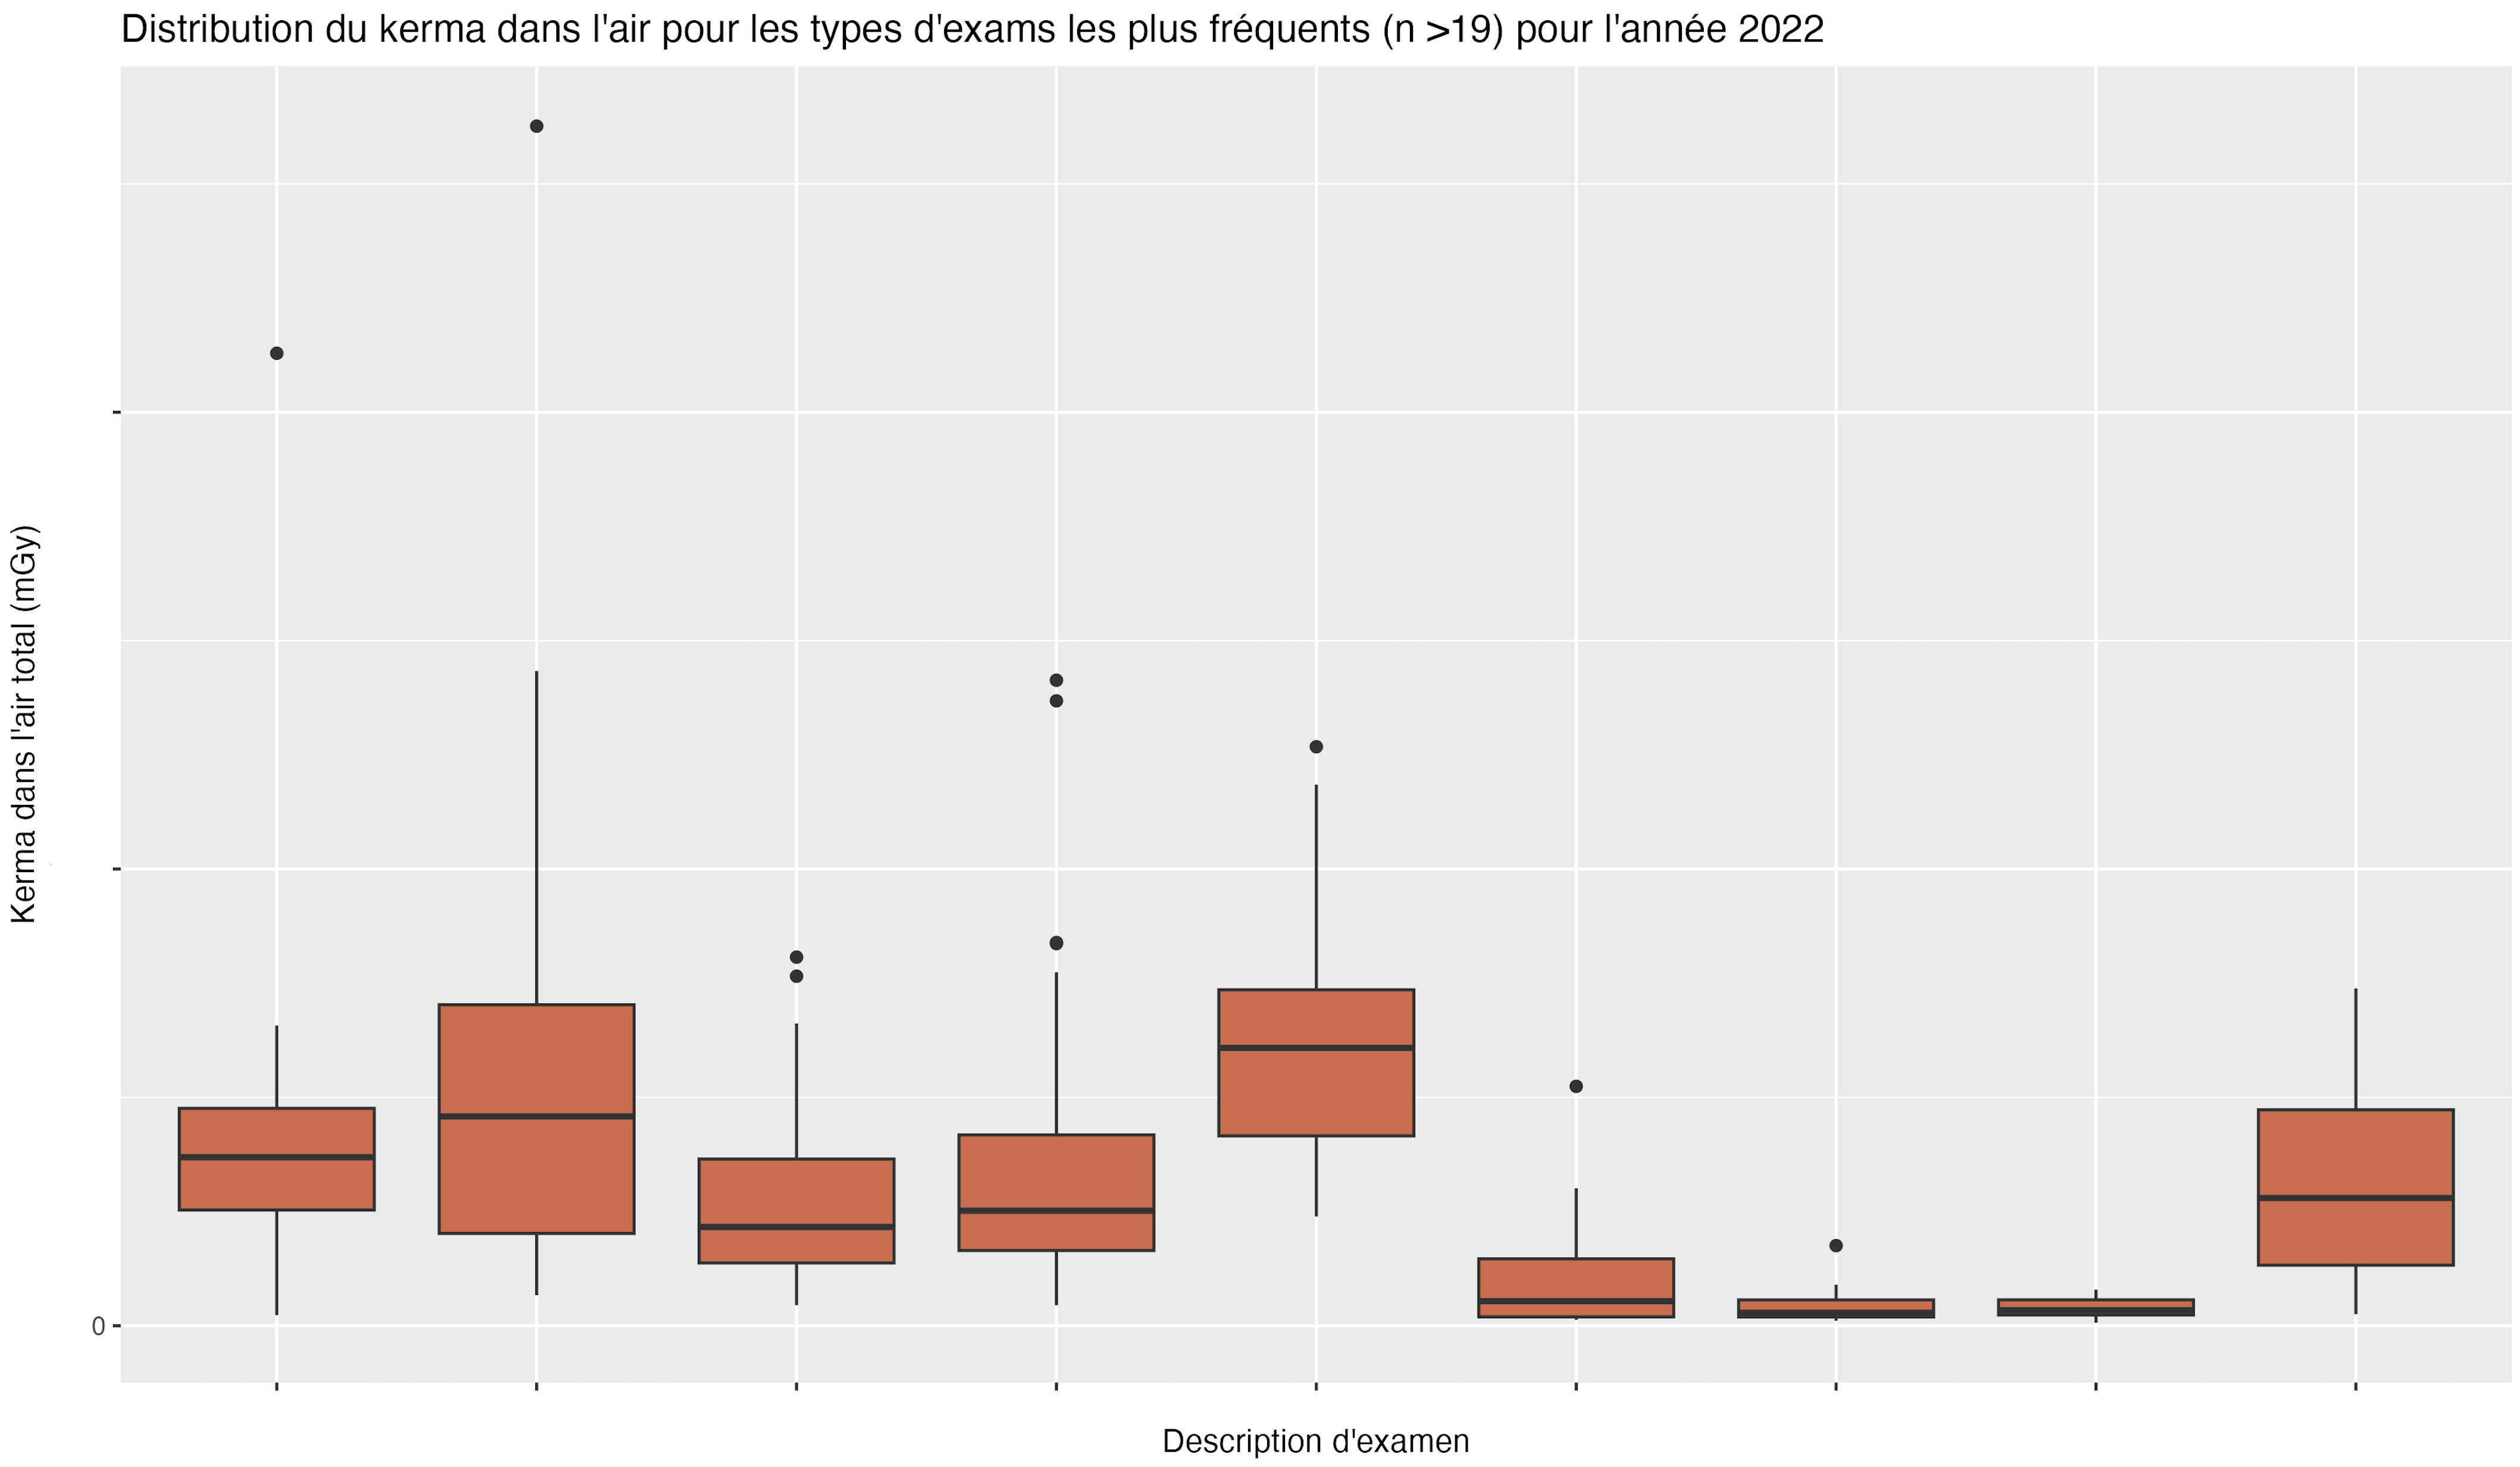 Distribution du kerma dans l'air pour les types d'exams les plus fréquents (n >19) pour l'année 2022
Kerma dans l'air total (mGy)
0
Description d'examen